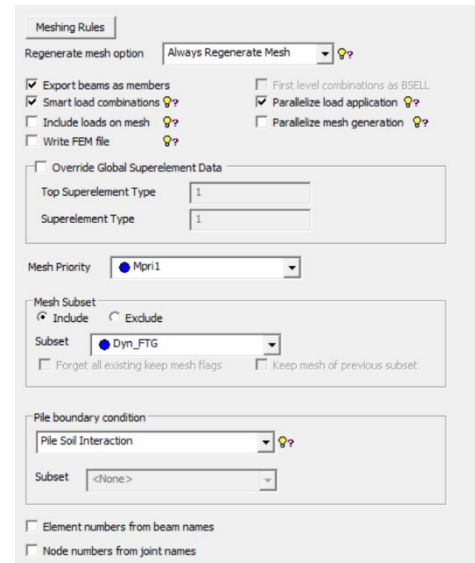 Meshing Rules
Regenerate mesh option Always Regenerate Mesh ?
Export beams as members First level combinations as BSELL
Smart load combinations ? Parallelize load application ?
Include loads on mesh ? Parallelize mesh generation ?
Write FEM file ?
Override Global Superelement Data
Top Superelement Type 1
Superelement Type 1
Mesh Priority Mpri1
Mesh Subset
Include Exclude
Subset Dyn_FTG
Forget all existing keep mesh flags Keep mesh of previous subset
Pile boundary condition
Pile Soil Interaction ?
Subset <None>
Element numbers from beam names
Node numbers from joint names